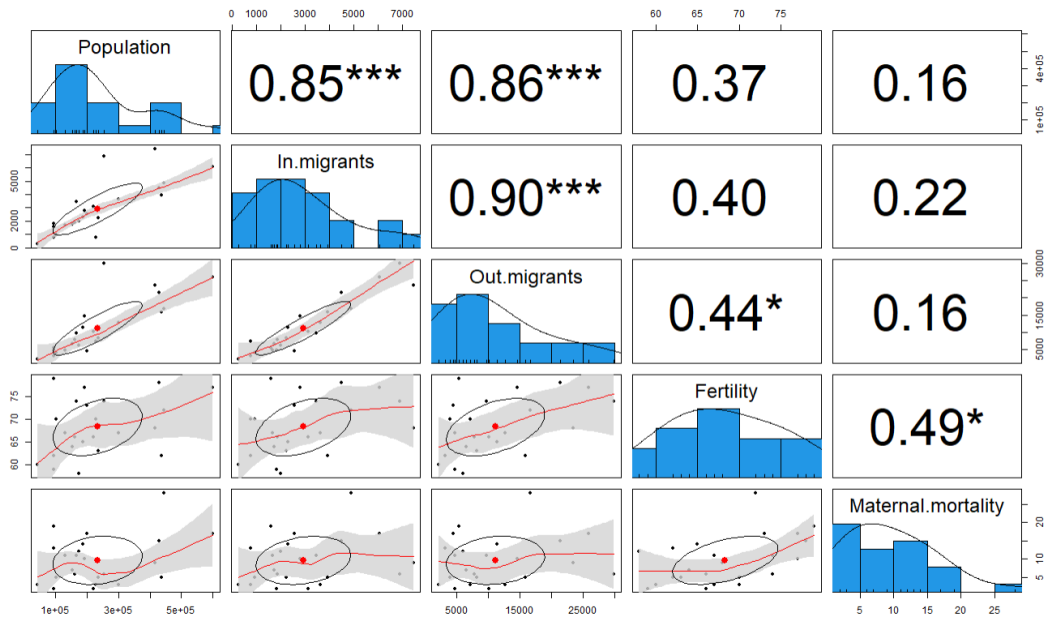 0 1000 3000 5000 7000
60 65 70 75
Population
0.85***
0.86***
0.37
0.16
1e+05 4e+05
0 2000 5000
In.migrants
0.90***
0.40
0.22
Out.migrants
0.44*
0.16
50000 15000 30000
75
70
65
60
Fertility
0.49*
Maternal.mortality
5 10 20
1e+05 3e+05 5e+05
5000 15000 25000
5 10 15 20 25